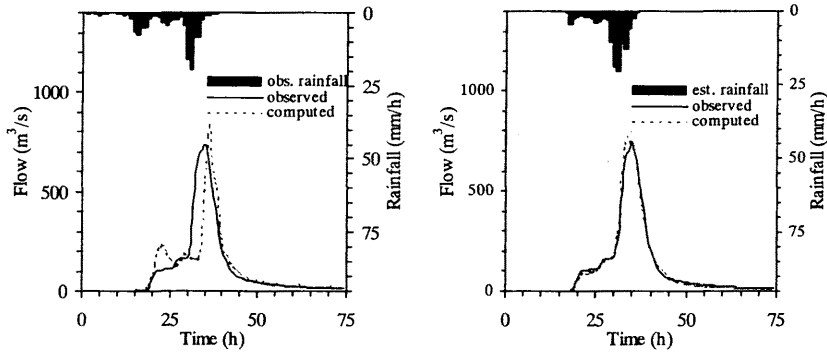 0
25
50
75
Rainfall (mm/h)
1000
500
0
Flow (m³/s)
obs. rainfall
observed
computed
0
25
50
75
Time (h)
0
25
50
75
Rainfall (mm/h)
1000
500
0
Flow (m³/s)
est. rainfall
observed
computed
0
25
50
75
Time (h)